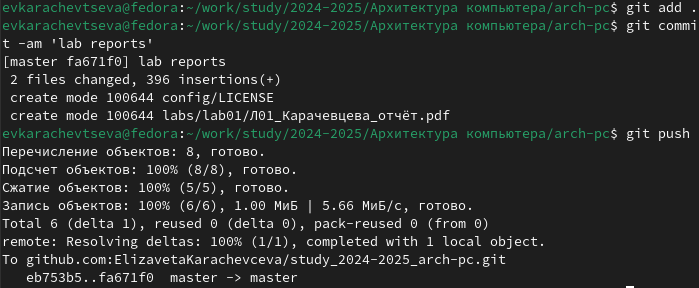 evkarachevtseva@fedora:~/work/study/2024-2025/Архитектура компьютера/arch-pc$ git add .
evkarachevtseva@fedora:~/work/study/2024-2025/Архитектура компьютера/arch-pc$ git commi
t -am 'lab reports'
[master fa671f0] lab reports
 2 files changed, 396 insertions(+)
 create mode 100644 config/LICENSE
 create mode 100644 labs/lab01/Л01_Карачевцева_отчёт.pdf
evkarachevtseva@fedora:~/work/study/2024-2025/Архитектура компьютера/arch-pc$ git push
Перечисление объектов: 8, готово.
Подсчет объектов: 100% (8/8), готово.
Сжатие объектов: 100% (5/5), готово.
Запись объектов: 100% (6/6), 1.00 МиБ | 5.66 МиБ/с, готово.
Total 6 (delta 1), reused 0 (delta 0), pack-reused 0 (from 0)
remote: Resolving deltas: 100% (1/1), completed with 1 local object.
To github.com:ElizavetaKarachevceva/study_2024-2025_arch-pc.git
   eb753b5..fa671f0  master -> master